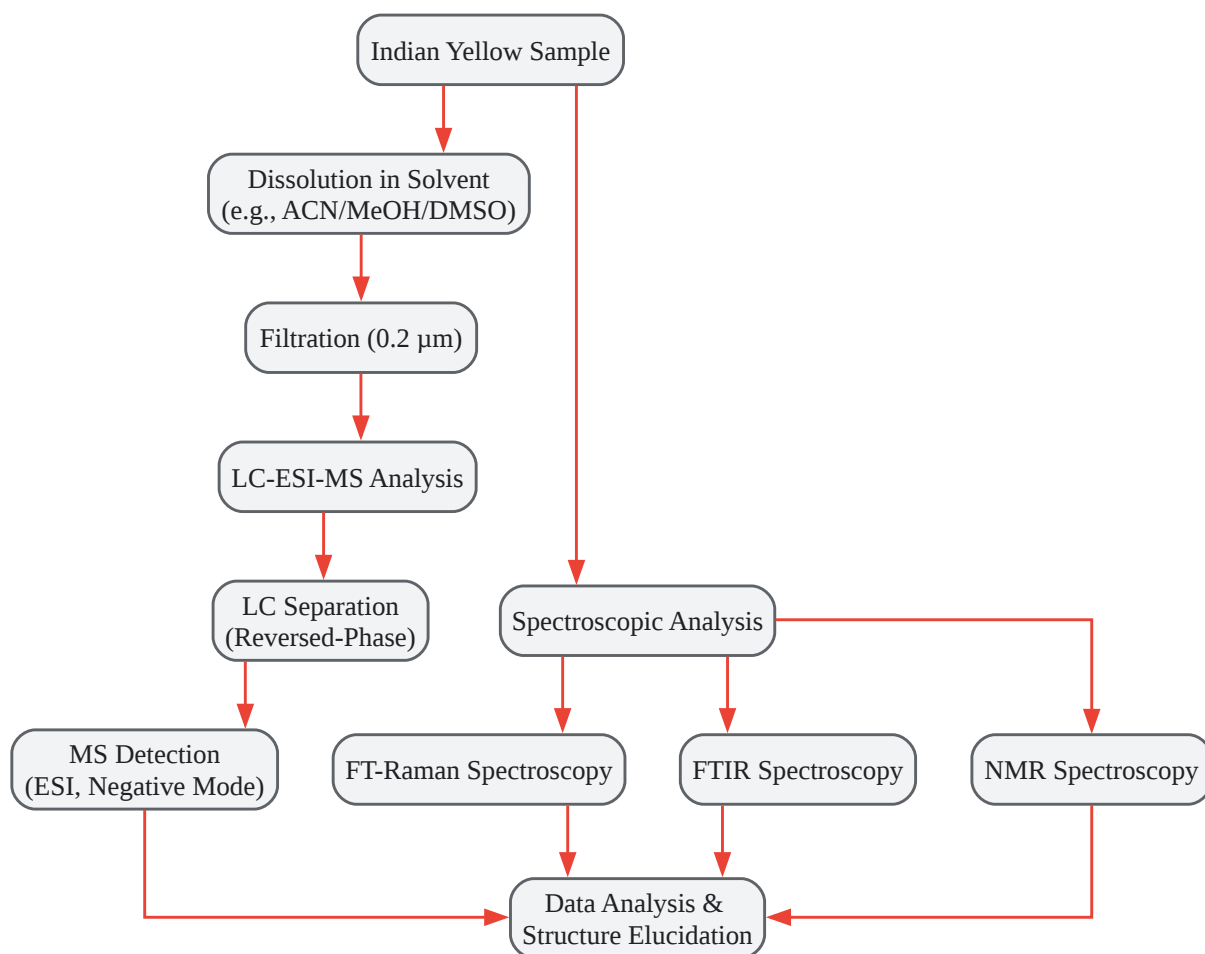 Indian Yellow Sample
Dissolution in Solvent
(e.g., ACN/MeOH/DMSO)
Filtration (0.2 µm)
LC-ESI-MS Analysis
LC Separation
(Reversed-Phase)
Spectroscopic Analysis
MS Detection
(ESI, Negative Mode)
FT-Raman Spectroscopy
FTIR Spectroscopy
NMR Spectroscopy
Data Analysis &
Structure Elucidation